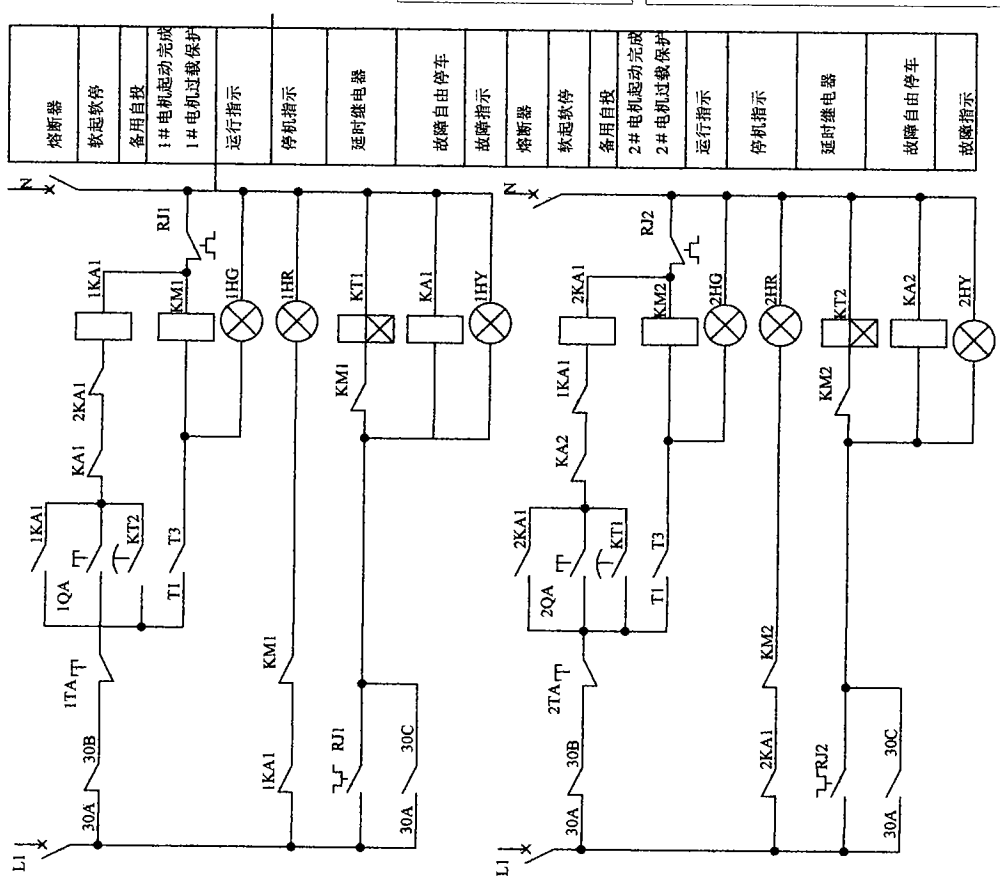 熔断器
软起软停
备用自投
1#电机起动完成
1#电机过载保护
运行指示
停机指示
延时继电器
故障自由停车
故障指示
熔断器
软起软停
备用自投
2#电机起动完成
2#电机过载保护
运行指示
停机指示
延时继电器
故障自由停车
故障指示
N
RJ1
1KA1
KM1
1HG
1HR
KT1
KA1
1HY
2KA1
KA1
KM1
1KA1
1QA
KT2
T3
T1
1TA
KM1
30B
30A
1KA1
RJ1
30C
30A
L1
N
RJ2
2KA1
KM2
2HG
2HR
KT2
KA2
2HY
1KA1
KA2
KM2
2KA1
2QA
KT1
T3
T1
2TA
KM2
30B
30A
2KA1
RJ2
30C
30A
L1